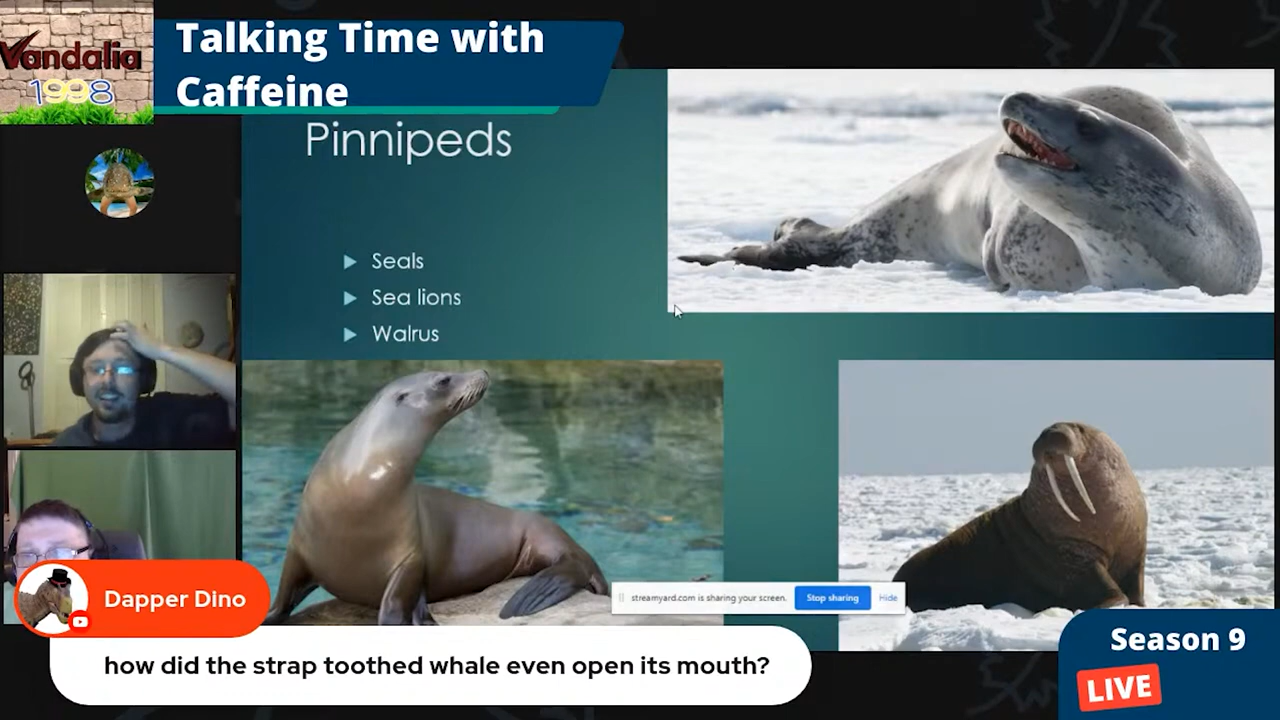 Vandalia
1998
Talking Time with
Caffeine
Pinnipeds
Seals
Sea lions
Walrus
streamyard.com is sharing your screen.
Stop sharing
Hide
Dapper Dino
how did the strap toothed whale even open its mouth?
Season 9
LIVE